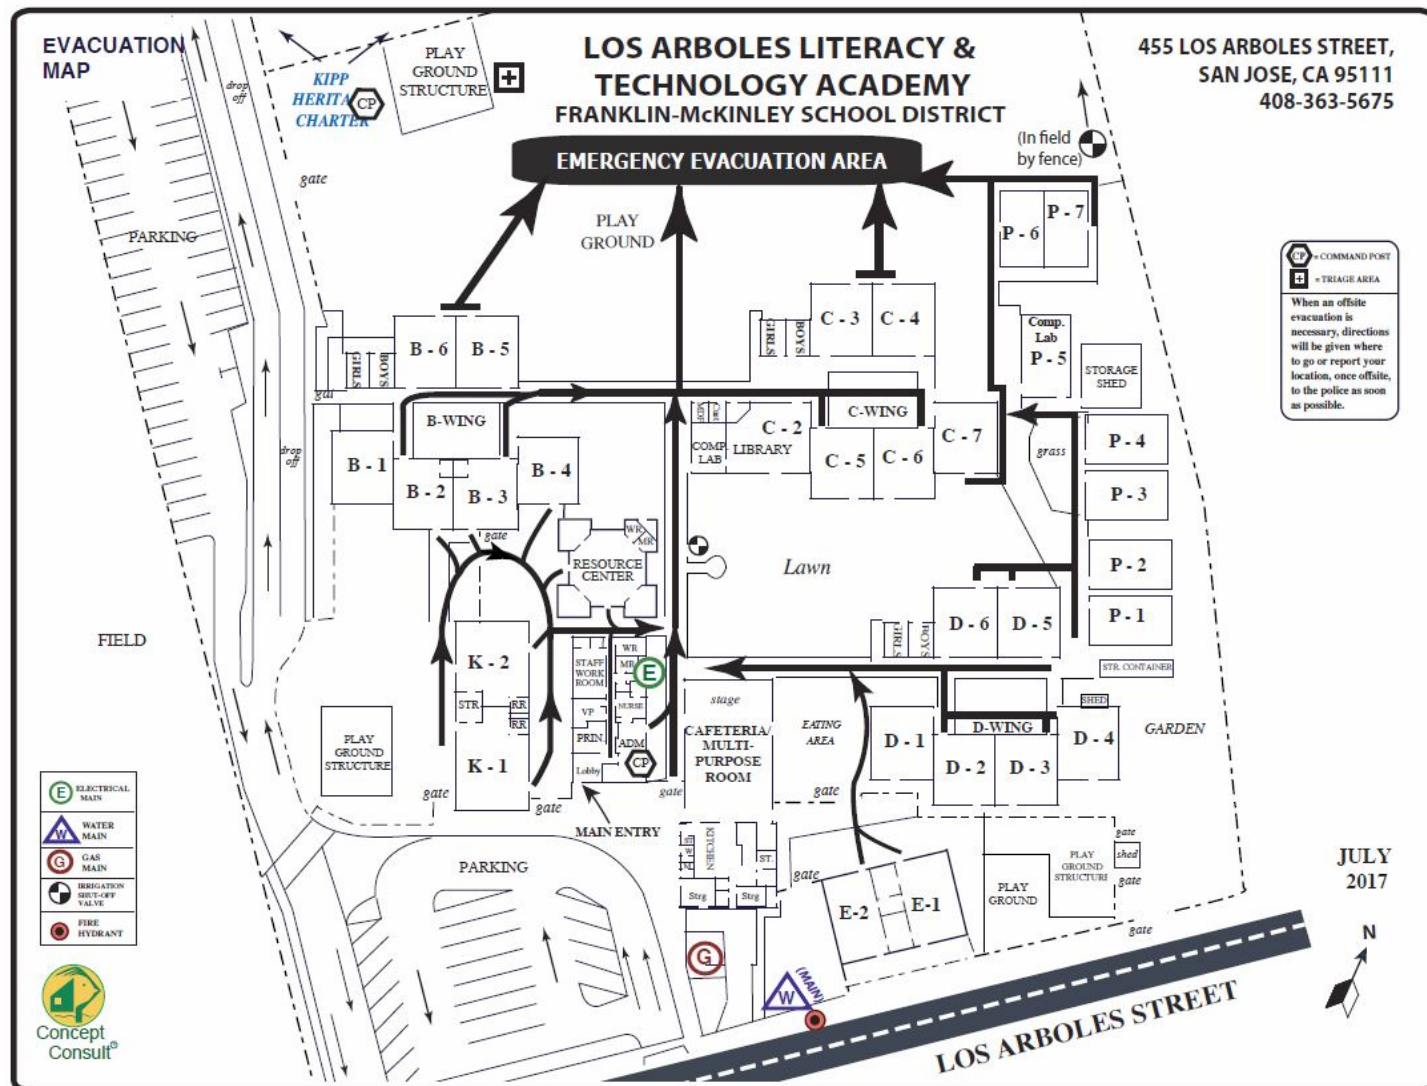 EVACUATION
MAP
LOS ARBOLES LITERACY &
TECHNOLOGY ACADEMY
FRANKLIN-McKINLEY SCHOOL DISTRICT
455 LOS ARBOLES STREET,
SAN JOSE, CA 95111
408-363-5675
drop
off
KIPP
HERITA
CHARTER
CP
PLAY
GROUND
STRUCTURE
EMERGENCY EVACUATION AREA
(In field
by fence)
gate
PARKING
PLAY
GROUND
P - 6
P - 7
CP = COMMAND POST
= TRIAGE AREA
When an offsite
evacuation is
necessary, directions
will be given where
to go or report your
location, once offsite,
to the police as soon
as possible.
GIRLS
BOYS
B - 6
B - 5
GIRLS
BOYS
C - 3
C - 4
Comp.
Lab
P - 5
STORAGE
SHED
gat
drop
off
B-WING
B - 1
B - 2
B - 3
B - 4
COMP.
LAB
C - 2
LIBRARY
C-WING
C - 5
C - 6
C - 7
grass
P - 4
P - 3
P - 2
P - 1
gate
WR
MR
RESOURCE
CENTER
Lawn
FIELD
K - 2
STR
RR
RR
K - 1
STAFF
WORK
ROOM
VP
PRIN.
Lobby
WR
MR
E
NURSE
ADM
CP
GIRLS
BOYS
D - 6
D - 5
STR. CONTAINER
SHED
GARDEN
stage
CAFETERIA/
MULTI-
PURPOSE
ROOM
EATING
AREA
D - 1
D-WING
D - 2
D - 3
D - 4
PLAY
GROUND
STRUCTURE
gate
gate
gate
gate
MAIN ENTRY
E ELECTRICAL
MAIN
W WATER
MAIN
G GAS
MAIN
IRRIGATION
SHUT-OFF
VALVE
FIRE
HYDRANT
PARKING
ST
W
KITCHEN
ST.
Strg
Strg
gate
E-2
E-1
PLAY
GROUND
PLAY
GROUND
STRUCTURE
gate
shed
gate
gate
JULY
2017
G
W
(MAIN)
N
LOS ARBOLES STREET
Concept
Consult®